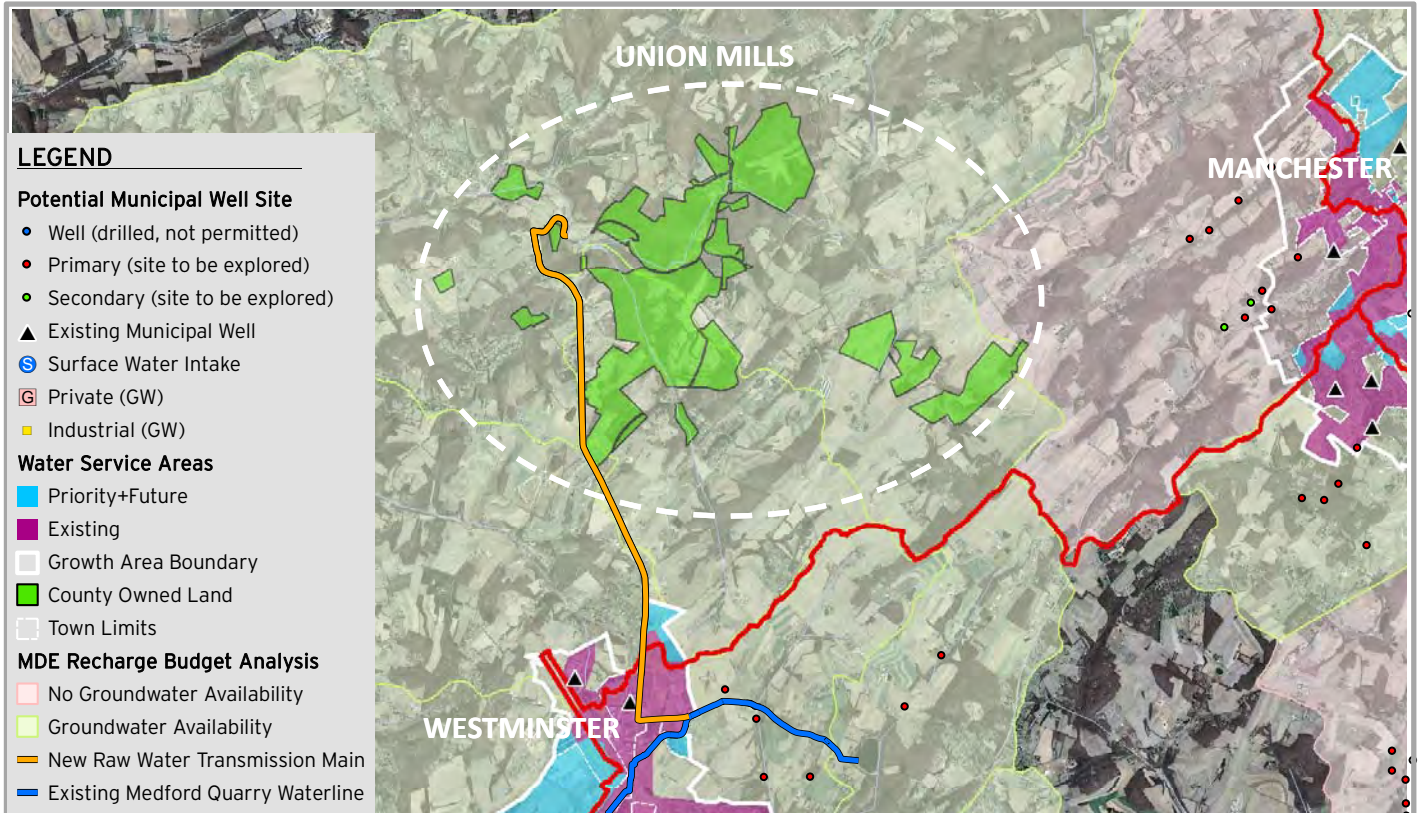 UNION MILLS
MANCHESTER
WESTMINSTER
LEGEND
Potential Municipal Well Site
Well (drilled, not permitted)
Primary (site to be explored)
Secondary (site to be explored)
Existing Municipal Well
S Surface Water Intake
G Private (GW)
Industrial (GW)
Water Service Areas
Priority+Future
Existing
Growth Area Boundary
County Owned Land
Town Limits
MDE Recharge Budget Analysis
No Groundwater Availability
Groundwater Availability
New Raw Water Transmission Main
Existing Medford Quarry Waterline